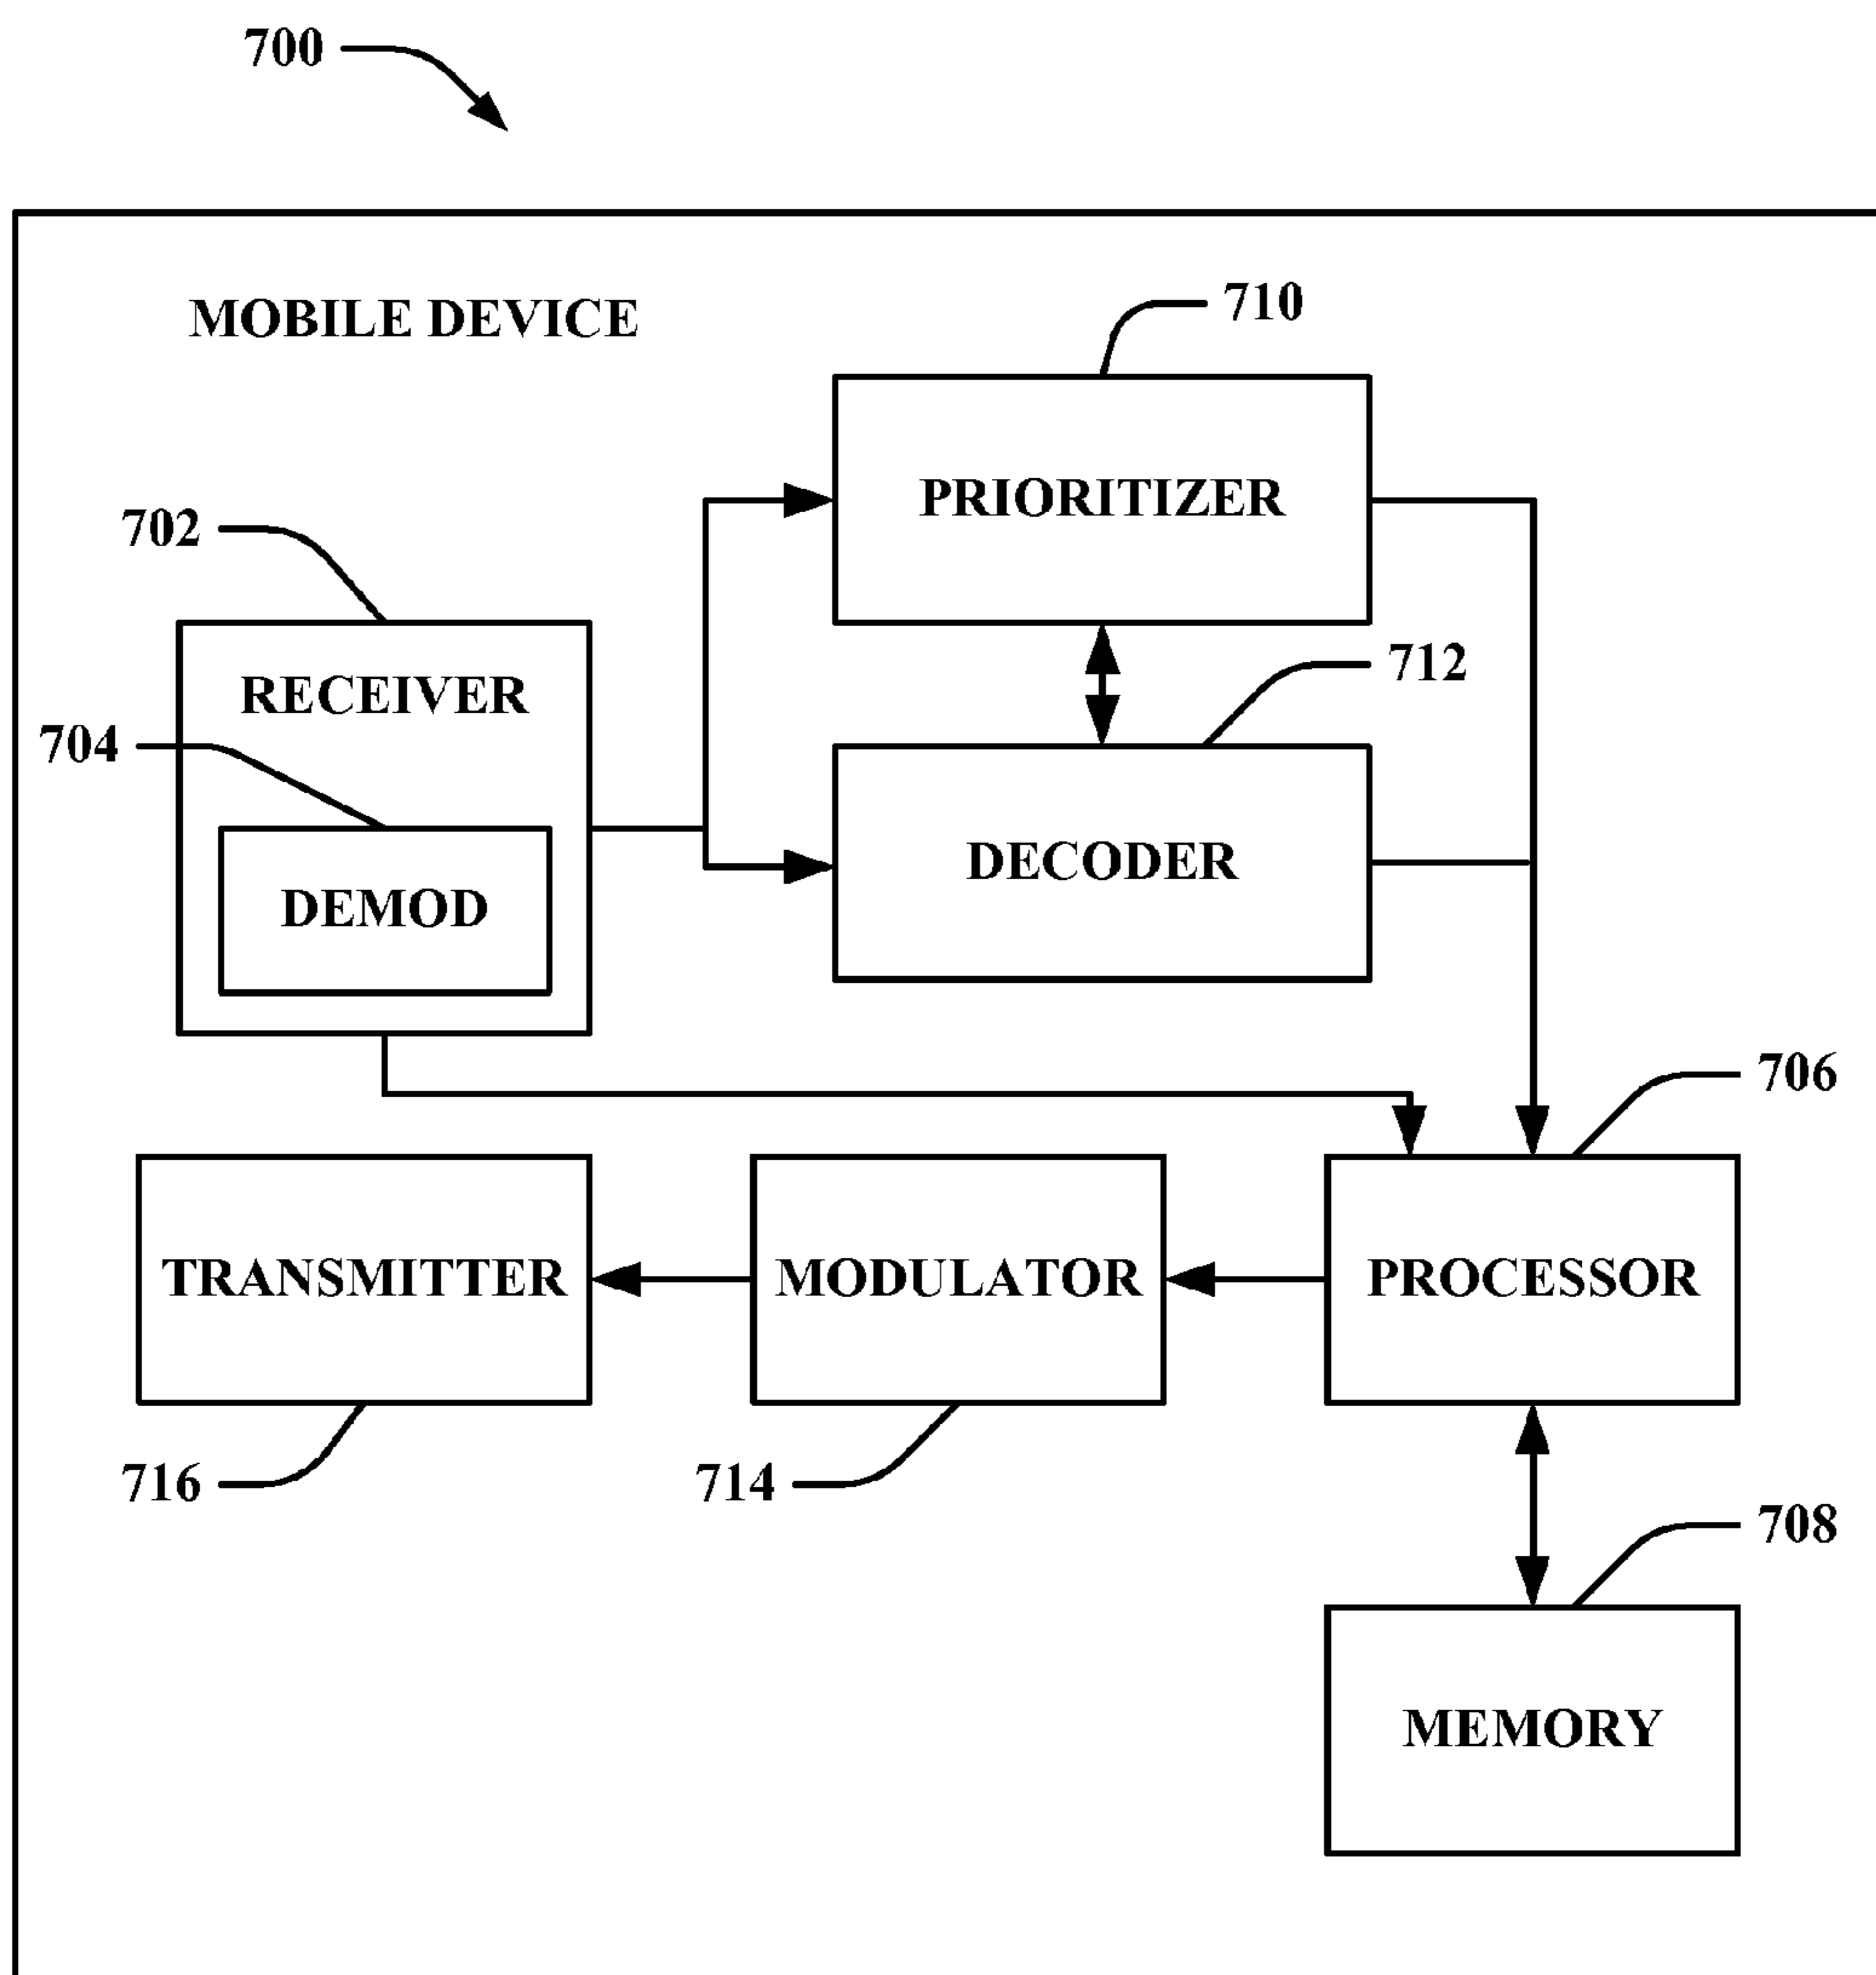 700
MOBILE DEVICE
710
PRIORITIZER
702
712
RECEIVER
704
DECODER
DEMOD
706
TRANSMITTER
MODULATOR
PROCESSOR
716
714
708
MEMORY